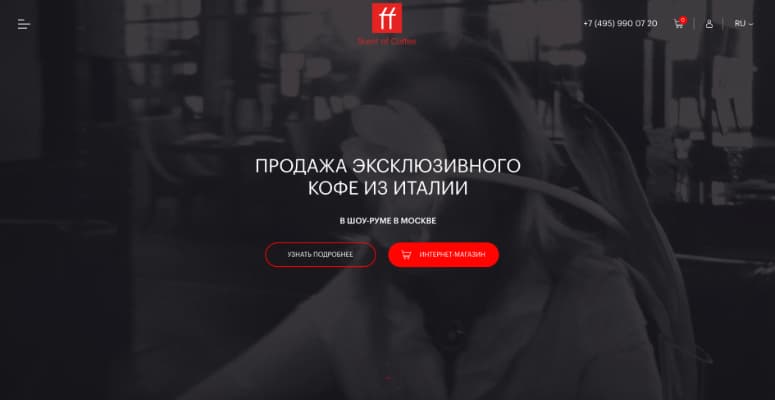 ff
Scent of Coffee
+7 (495) 990 07 20
0
RU
ПРОДАЖА ЭКСКЛЮЗИВНОГО
КОФЕ ИЗ ИТАЛИИ
В ШОУ-РУМЕ В МОСКВЕ
УЗНАТЬ ПОДРОБНЕЕ
ИНТЕРНЕТ-МАГАЗИН